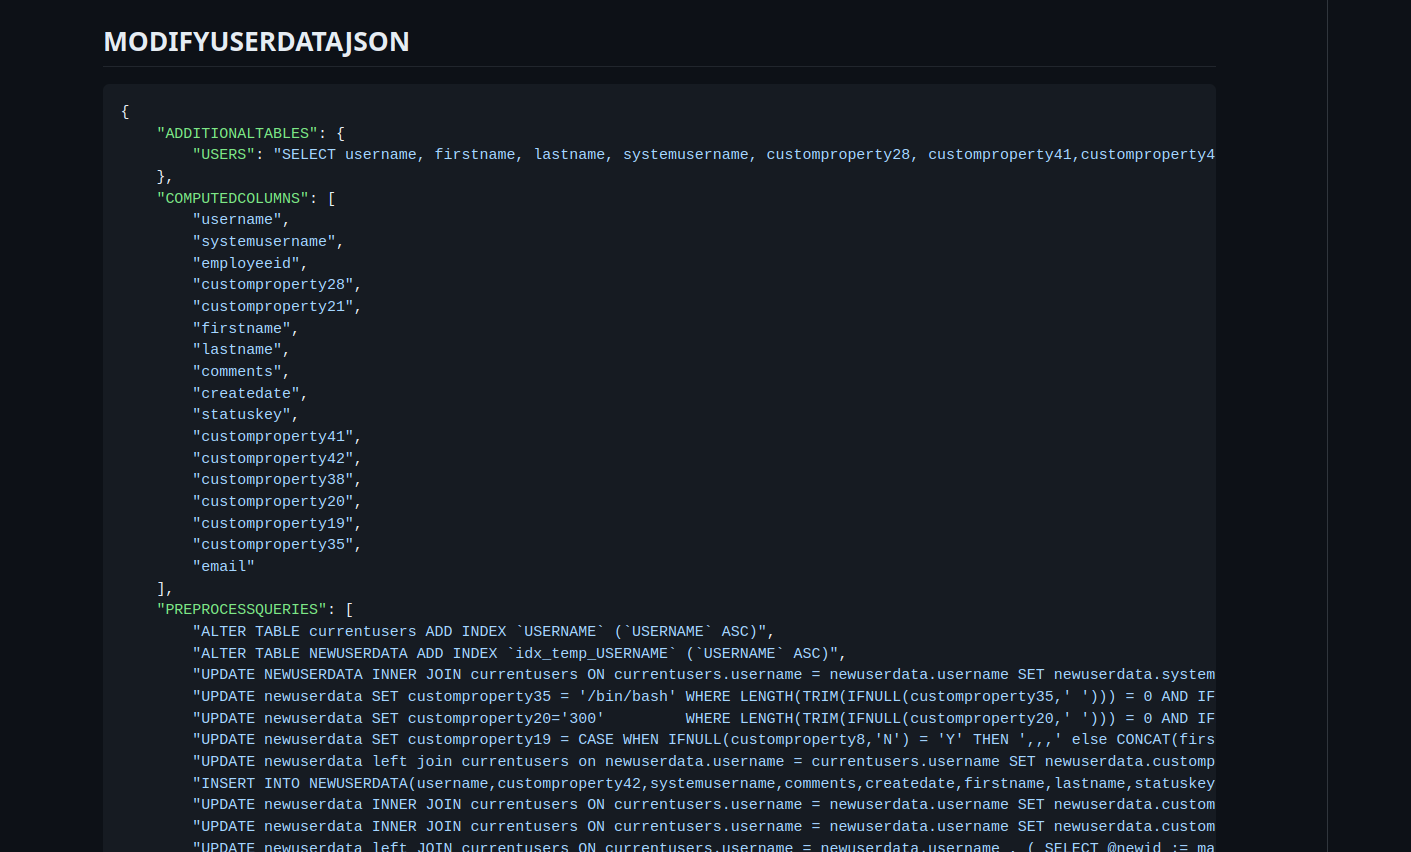 MODIFYUSERDATAJSON
{
    "ADDITIONALTABLES": {
        "USERS": "SELECT username, firstname, lastname, systemusername, customproperty28, customproperty41,customproperty4
    },
    "COMPUTEDCOLUMNS": [
        "username",
        "systemusername",
        "employeeid",
        "customproperty28",
        "customproperty21",
        "firstname",
        "lastname",
        "comments",
        "createdate",
        "statuskey",
        "customproperty41",
        "customproperty42",
        "customproperty38",
        "customproperty20",
        "customproperty19",
        "customproperty35",
        "email"
    ],
    "PREPROCESSQUERIES": [
        "ALTER TABLE currentusers ADD INDEX `USERNAME` (`USERNAME` ASC)",
        "ALTER TABLE NEWUSERDATA ADD INDEX `idx_temp_USERNAME` (`USERNAME` ASC)",
        "UPDATE NEWUSERDATA INNER JOIN currentusers ON currentusers.username = newuserdata.username SET newuserdata.system
        "UPDATE newuserdata SET customproperty35 = '/bin/bash' WHERE LENGTH(TRIM(IFNULL(customproperty35,' '))) = 0 AND IF
        "UPDATE newuserdata SET customproperty20='300'         WHERE LENGTH(TRIM(IFNULL(customproperty20,' '))) = 0 AND IF
        "UPDATE newuserdata SET customproperty19 = CASE WHEN IFNULL(customproperty8,'N') = 'Y' THEN ',,,' else CONCAT(firs
        "UPDATE newuserdata left join currentusers on newuserdata.username = currentusers.username SET newuserdata.customp
        "INSERT INTO NEWUSERDATA(username,customproperty42,systemusername,comments,createdate,firstname,lastname,statuskey
        "UPDATE newuserdata INNER JOIN currentusers ON currentusers.username = newuserdata.username SET newuserdata.custom
        "UPDATE newuserdata INNER JOIN currentusers ON currentusers.username = newuserdata.username SET newuserdata.custom
        "UPDATE newuserdata left JOIN currentusers ON currentusers.username = newuserdata.username , ( SELECT @newid := ma